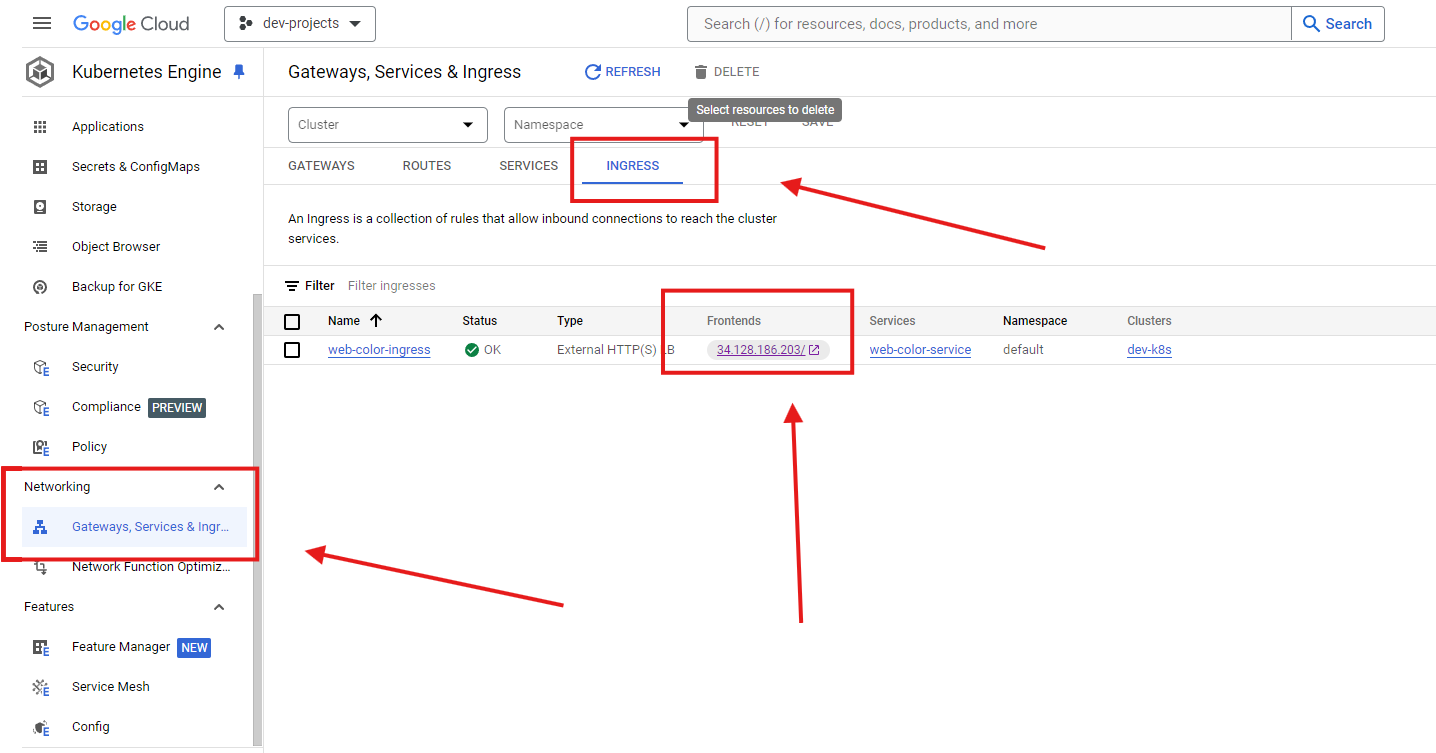 Google Cloud
dev-projects
Search (/) for resources, docs, products, and more
Search
Kubernetes Engine
Applications
Secrets & ConfigMaps
Storage
Object Browser
Backup for GKE
Posture Management
Security
Compliance PREVIEW
Policy
Networking
Gateways, Services & Ingr...
Network Function Optimiz...
Features
Feature Manager NEW
Service Mesh
Config
Gateways, Services & Ingress
REFRESH
DELETE
Select resources to delete
Cluster
Namespace
RESET
SAVE
GATEWAYS
ROUTES
SERVICES
INGRESS
An Ingress is a collection of rules that allow inbound connections to reach the cluster
services.
Filter Filter ingresses
Name Status Type Frontends Services Namespace Clusters
web-color-ingress OK External HTTP(S) LB 34.128.186.203/ web-color-service default dev-k8s